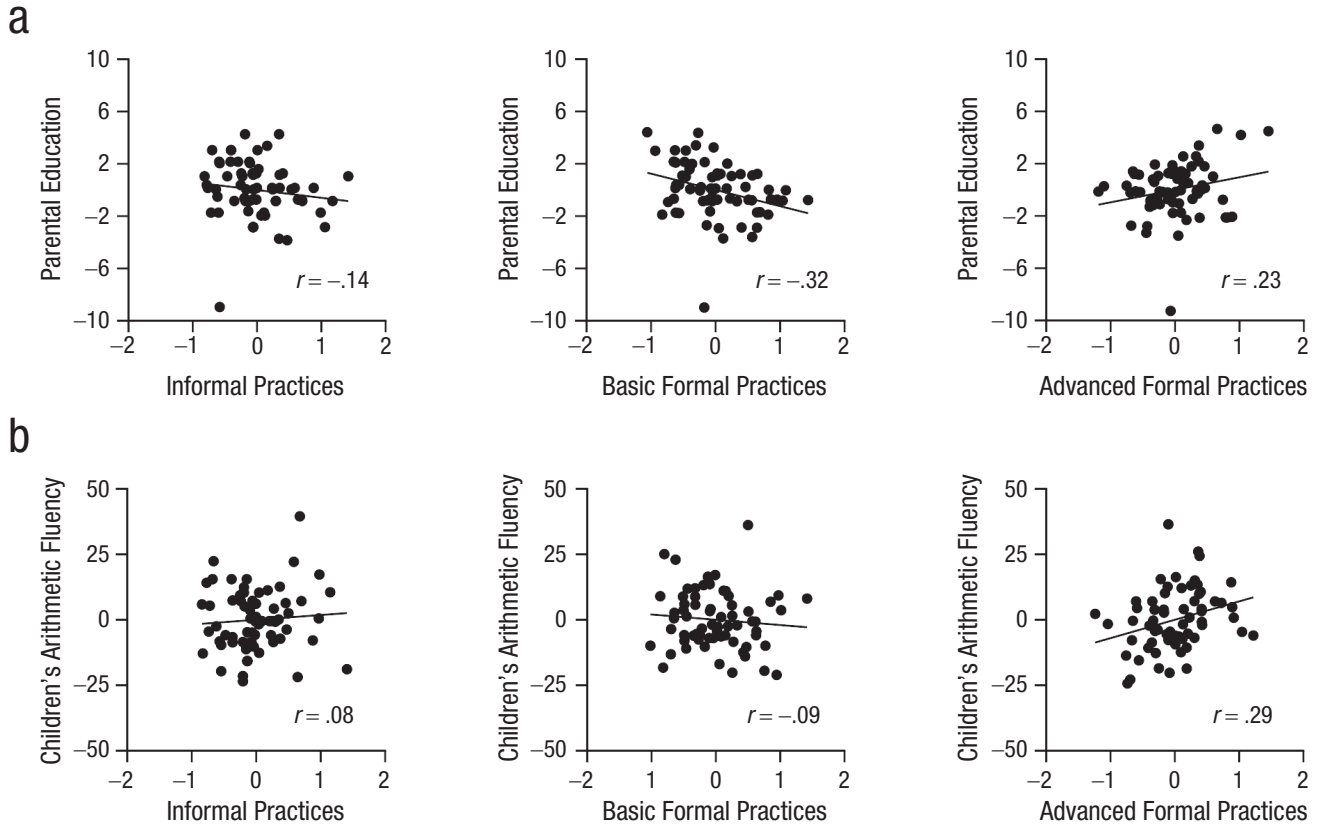 a
10
6
2
−2
−6
−10
Parental Education
r = −.14
−2 −1 0 1 2
Informal Practices
10
6
2
−2
−6
−10
Parental Education
r = −.32
−2 −1 0 1 2
Basic Formal Practices
10
6
2
−2
−6
−10
Parental Education
r = .23
−2 −1 0 1 2
Advanced Formal Practices
b
50
25
0
−25
−50
Children's Arithmetic Fluency
r = .08
−2 −1 0 1 2
Informal Practices
50
25
0
−25
−50
Children's Arithmetic Fluency
r = −.09
−2 1 0 1 2
Basic Formal Practices
50
25
0
−25
−50
Children's Arithmetic Fluency
r = .29
−2 −1 0 1 2
Advanced Formal Practices